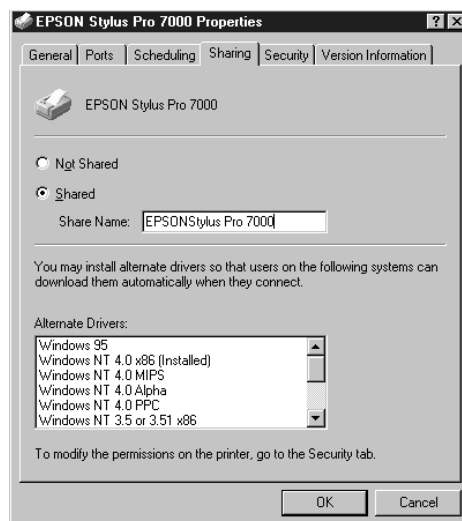 EPSON Stylus Pro 7000 Properties
General Ports Scheduling Sharing Security Version Information
EPSON Stylus Pro 7000
Not Shared
Shared
Share Name: EPSONStylus Pro 7000
You may install alternate drivers so that users on the following systems can
download them automatically when they connect.
Alternate Drivers:
Windows 95
Windows NT 4.0 x86 (Installed)
Windows NT 4.0 MIPS
Windows NT 4.0 Alpha
Windows NT 4.0 PPC
Windows NT 3.5 or 3.51 x86
To modify the permissions on the printer, go to the Security tab.
OK Cancel